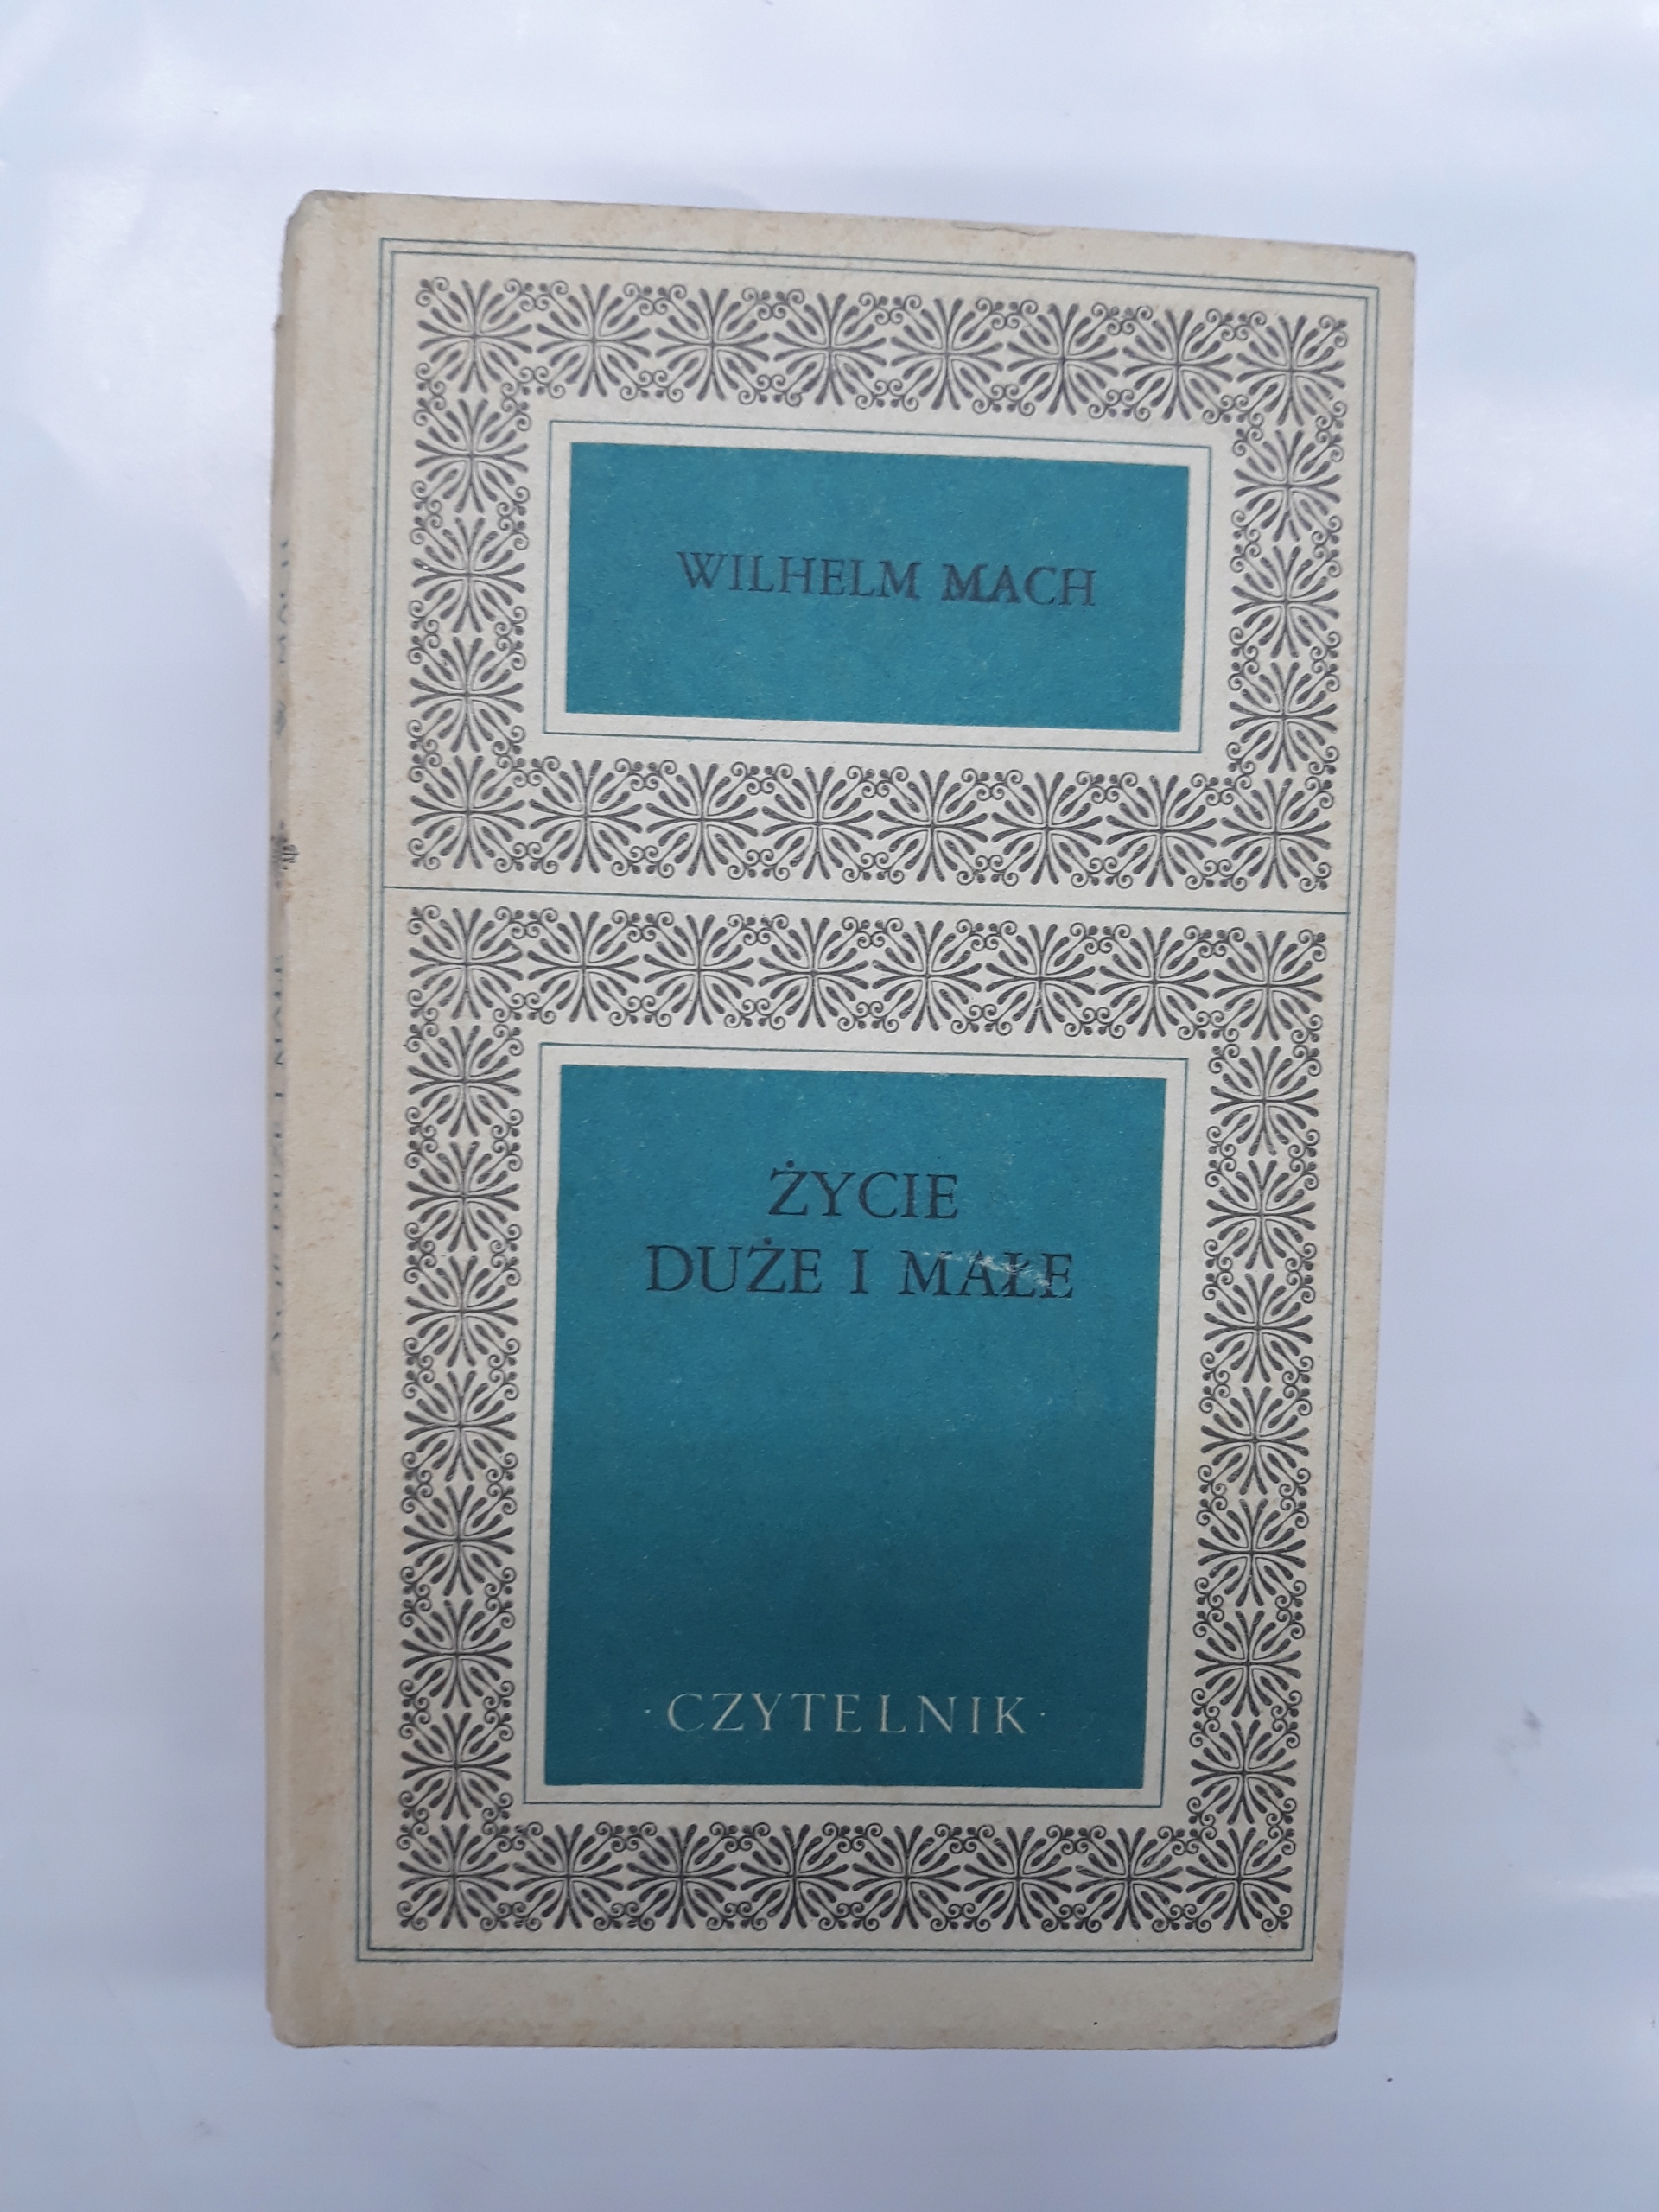 WILHELM MACH
ŻYCIE
DUŻE I MAŁE
· CZYTELNIK ·